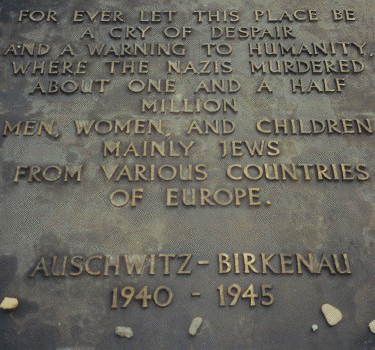 FOR EVER LET THIS PLACE BE
A CRY OF DESPAIR
AND A WARNING TO HUMANITY,
WHERE THE NAZIS MURDERED
ABOUT ONE AND A HALF
MILLION
MEN, WOMEN, AND CHILDREN
MAINLY JEWS
FROM VARIOUS COUNTRIES
OF EUROPE.
AUSCHWITZ - BIRKENAU
1940 - 1945